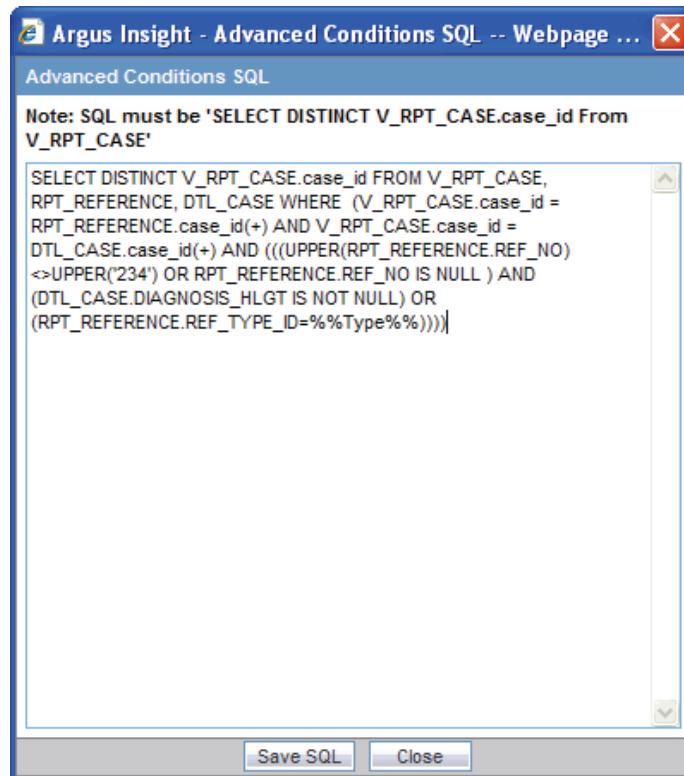 Argus Insight - Advanced Conditions SQL -- Webpage ...
Advanced Conditions SQL
Note: SQL must be 'SELECT DISTINCT V_RPT_CASE.case_id From
V_RPT_CASE'
SELECT DISTINCT V_RPT_CASE.case_id FROM V_RPT_CASE,
RPT_REFERENCE, DTL_CASE WHERE  (V_RPT_CASE.case_id =
RPT_REFERENCE.case_id(+) AND V_RPT_CASE.case_id =
DTL_CASE.case_id(+) AND (((UPPER(RPT_REFERENCE.REF_NO)
<>UPPER('234') OR RPT_REFERENCE.REF_NO IS NULL ) AND
(DTL_CASE.DIAGNOSIS_HLGT IS NOT NULL) OR
(RPT_REFERENCE.REF_TYPE_ID=%%Type%%))))
Save SQL Close